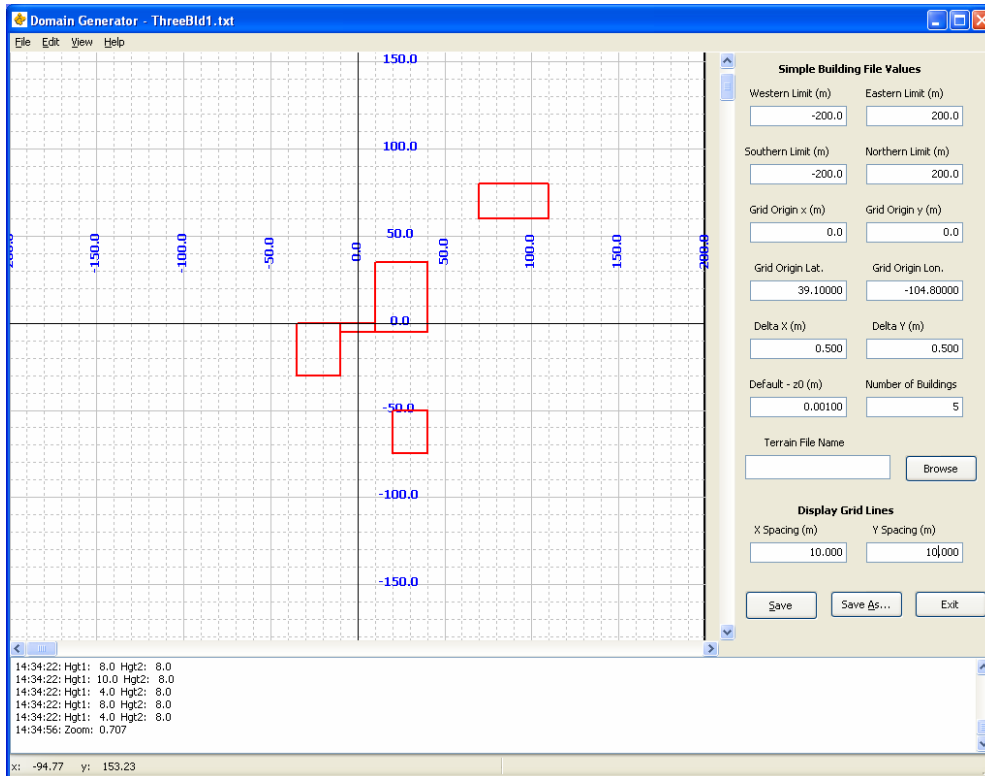 Domain Generator - ThreeBld1.txt
File Edit View Help
150.0
100.0
50.0
0.0
-50.0
-100.0
-150.0
-150.0
-100.0
-50.0
0.0
50.0
100.0
150.0
200.0
Simple Building File Values
Western Limit (m) Eastern Limit (m)
-200.0 200.0
Southern Limit (m) Northern Limit (m)
-200.0 200.0
Grid Origin x (m) Grid Origin y (m)
0.0 0.0
Grid Origin Lat. Grid Origin Lon.
39.10000 -104.80000
Delta X (m) Delta Y (m)
0.500 0.500
Default - z0 (m) Number of Buildings
0.00100 5
Terrain File Name
Browse
Display Grid Lines
X Spacing (m) Y Spacing (m)
10.000 10.000
Save Save As... Exit
14:34:22: Hgt1: 8.0 Hgt2: 8.0
14:34:22: Hgt1: 10.0 Hgt2: 8.0
14:34:22: Hgt1: 4.0 Hgt2: 8.0
14:34:22: Hgt1: 8.0 Hgt2: 8.0
14:34:22: Hgt1: 4.0 Hgt2: 8.0
14:34:56: Zoom: 0.707
x: -94.77 y: 153.23